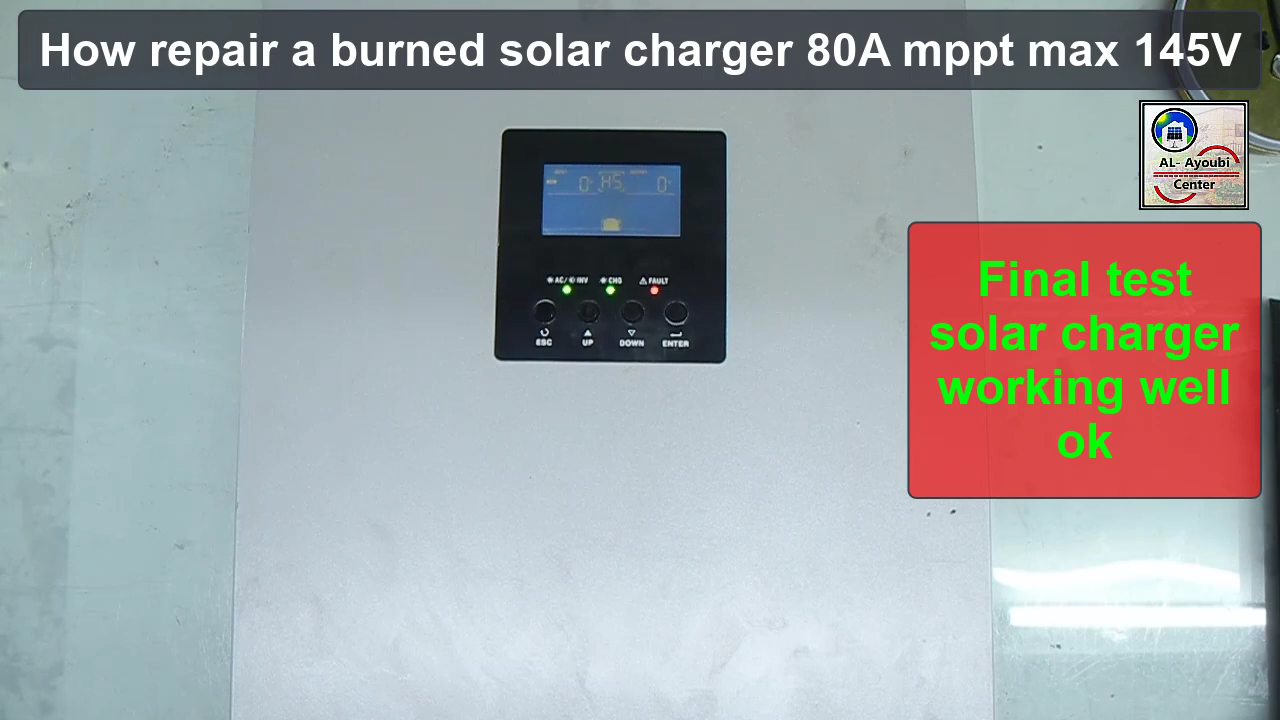 How repair a burned solar charger 80A mppt max 145V
AL- Ayoubi
Center
Final test
solar charger
working well
ok
AC/ INV CHG FAULT
ESC UP DOWN ENTER